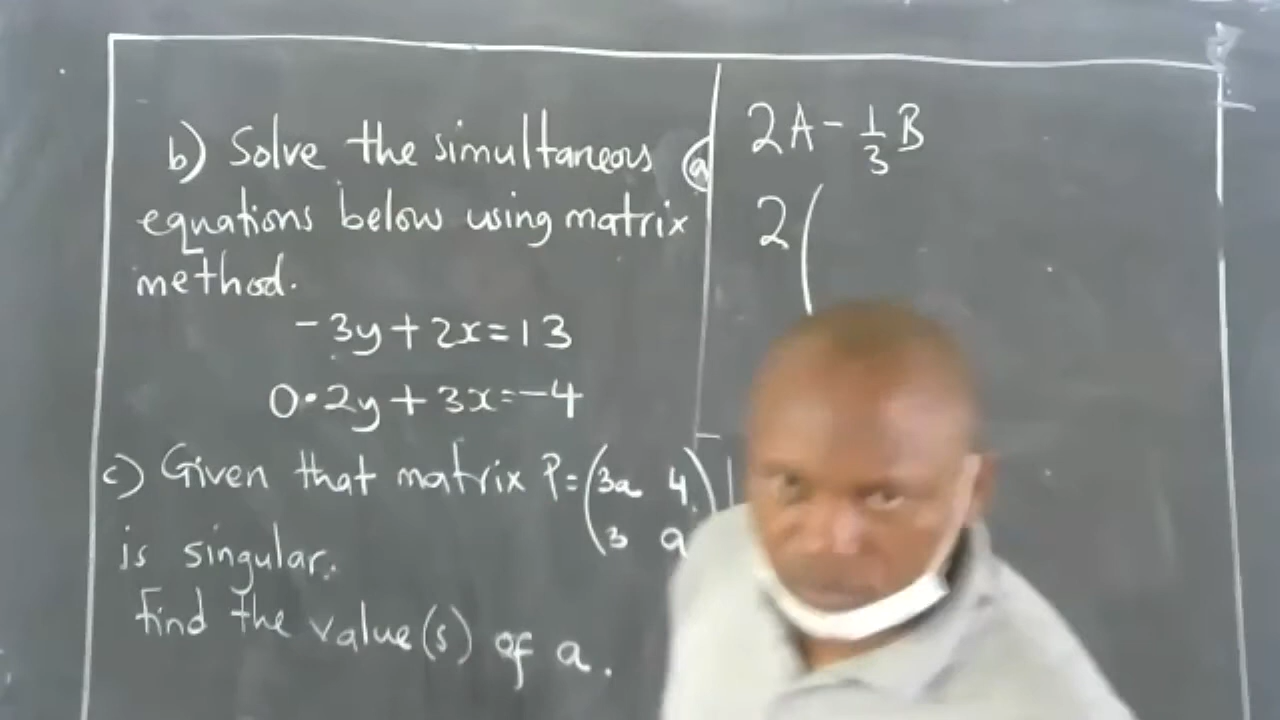 b) Solve the simultaneous
equations below using matrix
method.
-3y + 2x = 13
0.2y + 3x = -4
c) Given that matrix P = (3a 4
3 a)
is singular.
Find the value(s) of a.
a) 2A - 1/3 B
2(